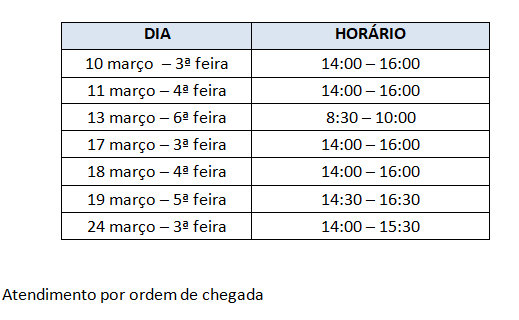 DIA HORÁRIO
10 março – 3ª feira 14:00 – 16:00
11 março – 4ª feira 14:00 – 16:00
13 março – 6ª feira 8:30 – 10:00
17 março – 3ª feira 14:00 – 16:00
18 março – 4ª feira 14:00 – 16:00
19 março – 5ª feira 14:30 – 16:30
24 março – 3ª feira 14:00 – 15:30
Atendimento por ordem de chegada